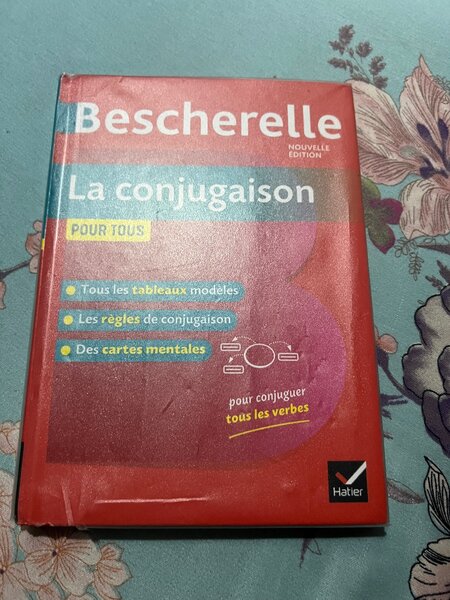 Bescherelle
NOUVELLE
ÉDITION
La conjugaison
POUR TOUS
Tous les tableaux modèles
Les règles de conjugaison
Des cartes mentales
pour conjuguer
tous les verbes
Hatier